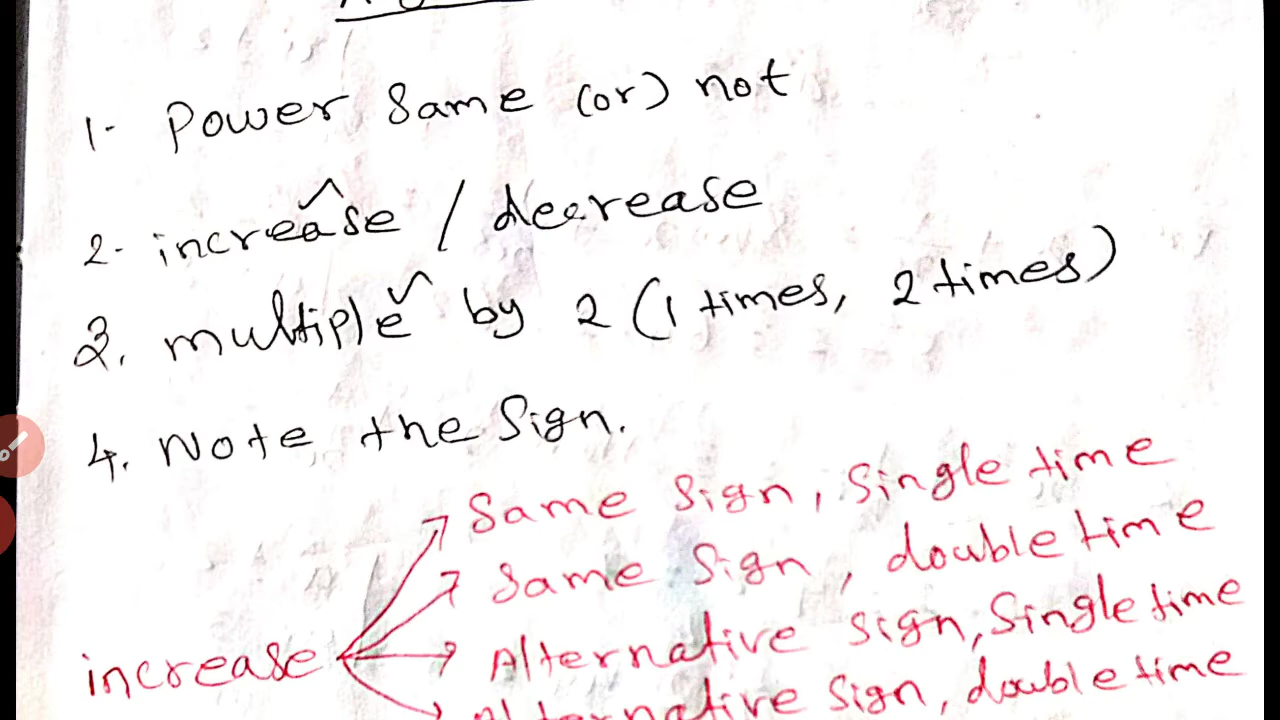 1- Power Same (or) not
2- increase / decrease
3. multiple by 2 (1 times, 2 times)
4. Note the Sign.
Same Sign, Single time
Same Sign, double time
increase
Alternative Sign, Single time
Alternative Sign, double time